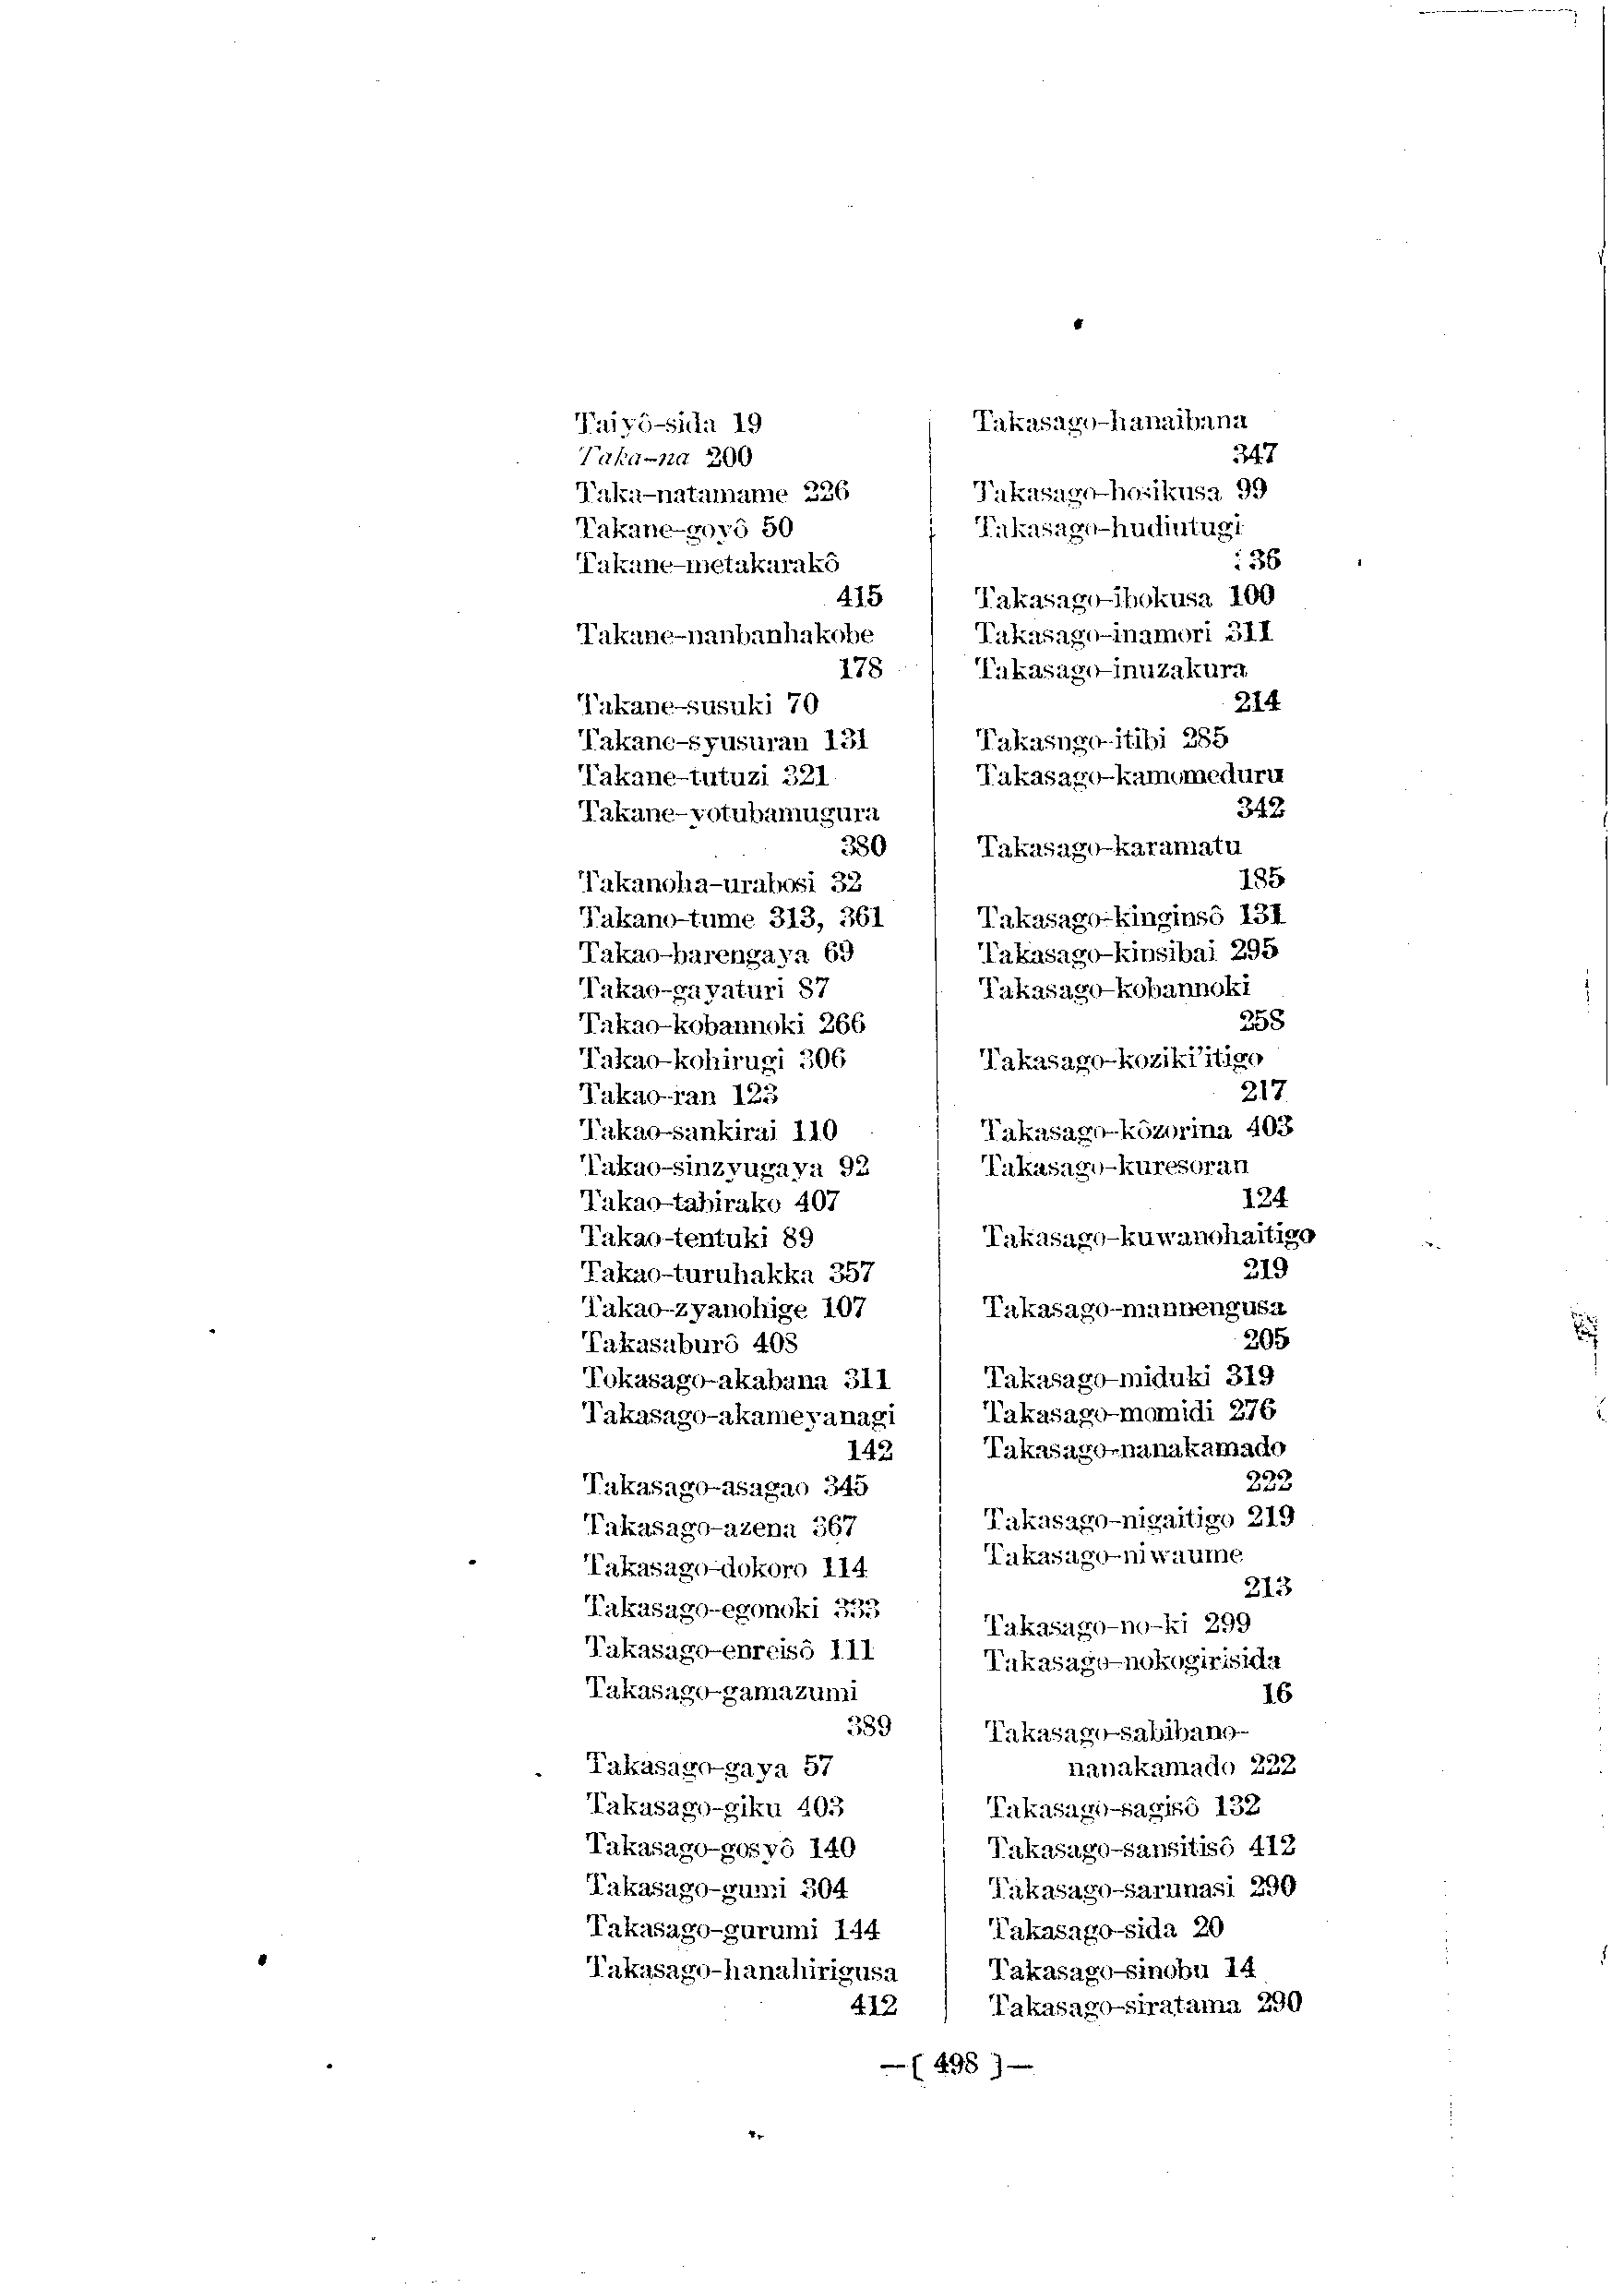 Taiyô-sida 19
Taka-na 200
Taka-natamame 226
Takane-goyô 50
Takane-metakarakô
415
Takane-nanbanhakobe
178
Takane-susuki 70
Takane-syusuran 131
Takane-tutuzi 321
Takane-yotubamugura
380
Takanoha-urabosi 32
Takano-tume 313, 361
Takao-barengaya 69
Takao-gayaturi 87
Takao-kobannoki 266
Takao-kohirugi 306
Takao-ran 123
Takao-sankirai 110
Takao-sinzyugaya 92
Takao-tabirako 407
Takao-tentuki 89
Takao-turuhakka 357
Takao-zyanohige 107
Takasaburô 408
Tokasago-akabana 311
Takasago-akameyanagi
142
Takasago-asagao 345
Takasago-azena 367
Takasago-dokoro 114
Takasago-egonoki 333
Takasago-enreisô 111
Takasago-gamazumi
389
Takasago-gaya 57
Takasago-giku 403
Takasago-gosyô 140
Takasago-gumi 304
Takasago-gurumi 144
Takasago-hanahirigusa
412
Takasago-hanaibana
347
Takasago-hosikusa 99
Takasago-hudiutugi
36
Takasago-ibokusa 100
Takasago-inamori 311
Takasago-inuzakura
214
Takasngo-itibi 285
Takasago-kamomeduru
342
Takasago-karamatu
185
Takasago-kinginsô 131
Takasago-kinsibai 295
Takasago-kobannoki
258
Takasago-koziki'itigo
217
Takasago-kôzorina 403
Takasago-kuresoran
124
Takasago-kuwanohaitigo
219
Takasago-mannengusa
205
Takasago-miduki 319
Takasago-momidi 276
Takasago-nanakamado
222
Takasago-nigaitigo 219
Takasago-niwaume
213
Takasago-no-ki 299
Takasago-nokogirisida
16
Takasago-sabibano-
nanakamado 222
Takasago-sagisô 132
Takasago-sansitisô 412
Takasago-sarunasi 290
Takasago-sida 20
Takasago-sinobu 14
Takasago-siratama 290
—( 498 )—